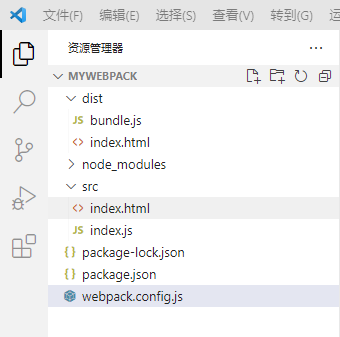 文件(F) 编辑(E) 选择(S) 查看(V) 转到(G)
资源管理器
MYWEBPACK
dist
JS bundle.js
index.html
node_modules
src
index.html
JS index.js
{} package-lock.json
{} package.json
webpack.config.js